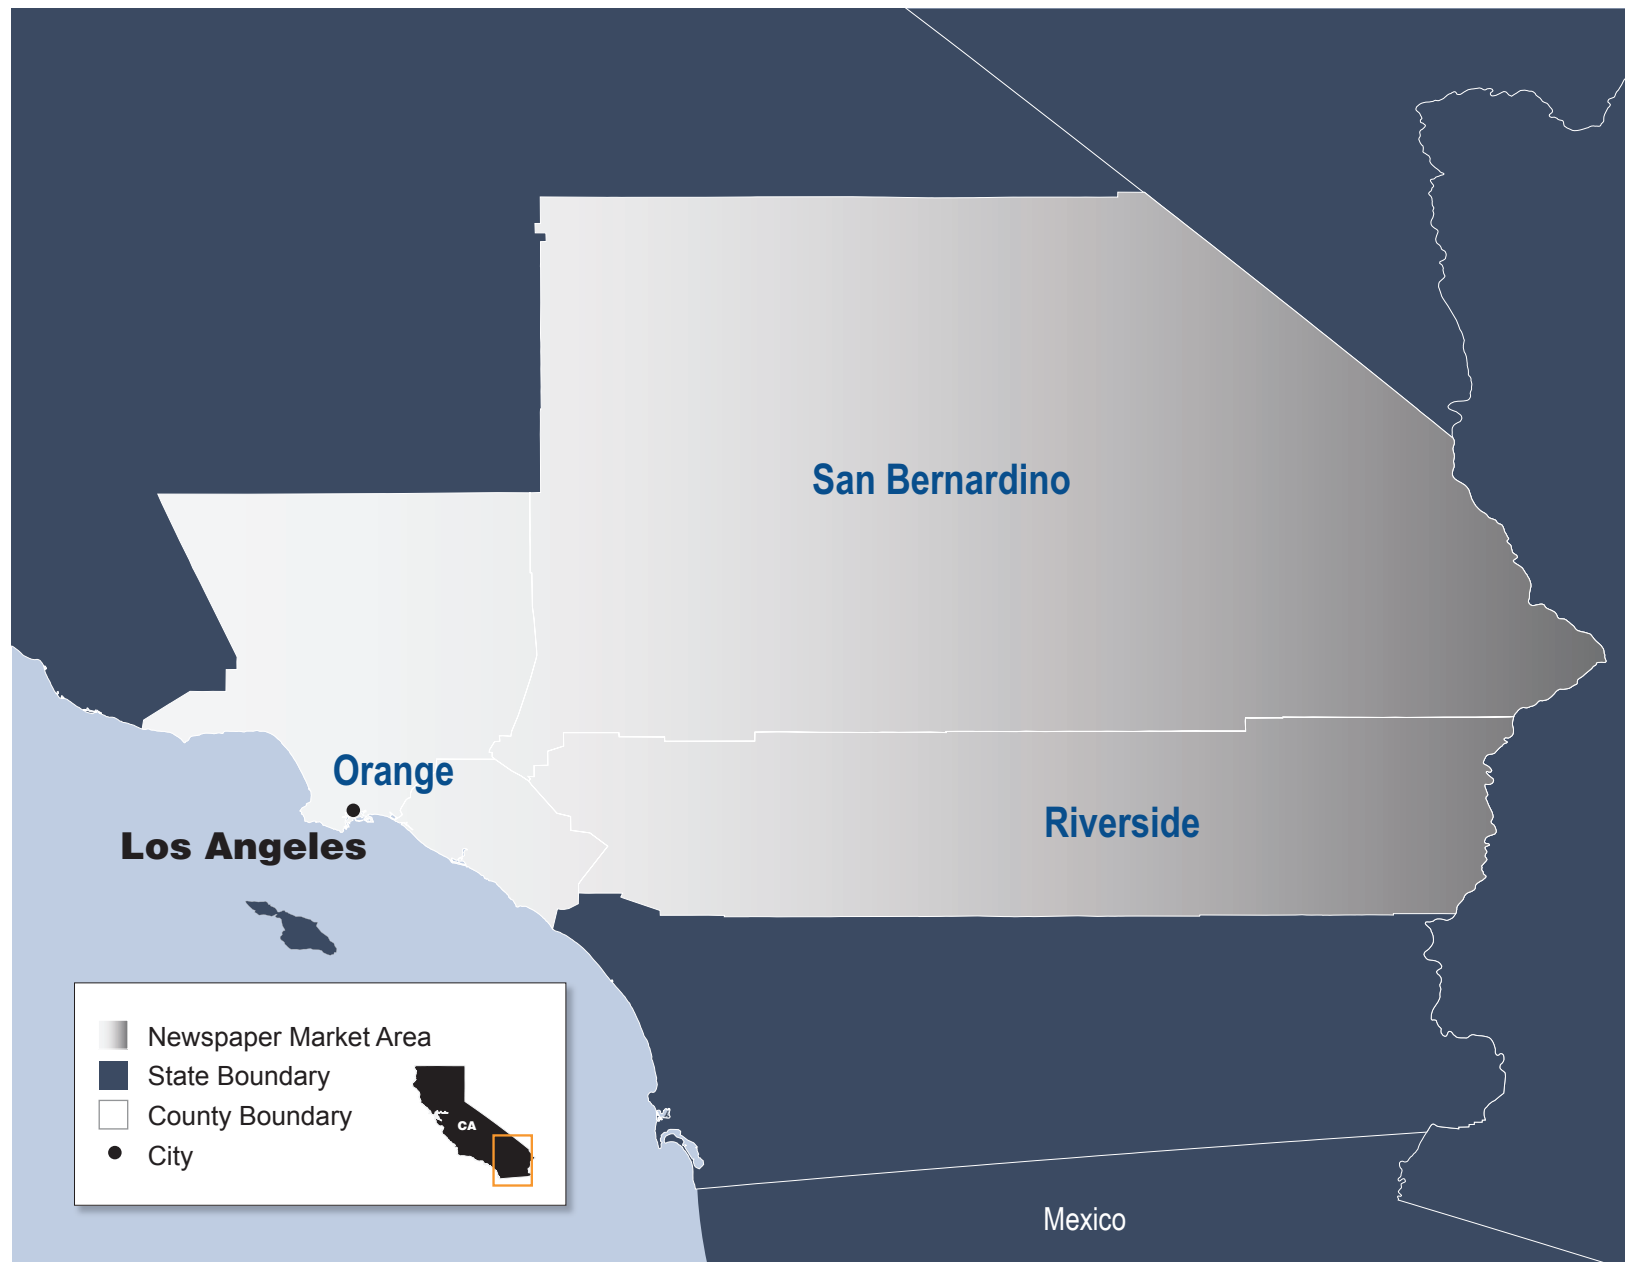 San Bernardino
Orange
Riverside
Los Angeles
Newspaper Market Area
State Boundary
County Boundary
City
CA
Mexico